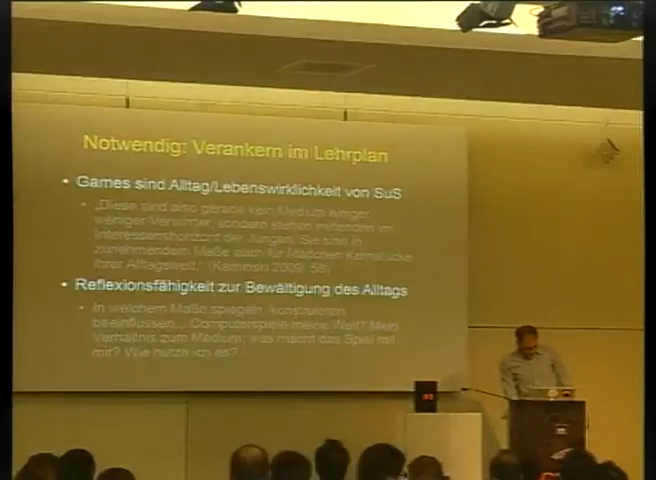 Notwendig: Verankern im Lehrplan
• Games sind Alltag/Lebenswirklichkeit von SuS
• „Diese sind also gerade kein Medium einiger
weniger Verwirrter, sondern stehen mittendrin im
Interessenshorizont der Jungen. Sie sind in
zunehmendem Maße auch für Mädchen Kernstücke
ihrer Alltagswelt.“ (Kaminski 2009: 58)
• Reflexionsfähigkeit zur Bewältigung des Alltags
• In welchem Maße spiegeln, konstruieren,
beeinflussen... Computerspiele meine Welt? Mein
Verhältnis zum Medium: was macht das Spiel mit
mir? Wie nutze ich es?